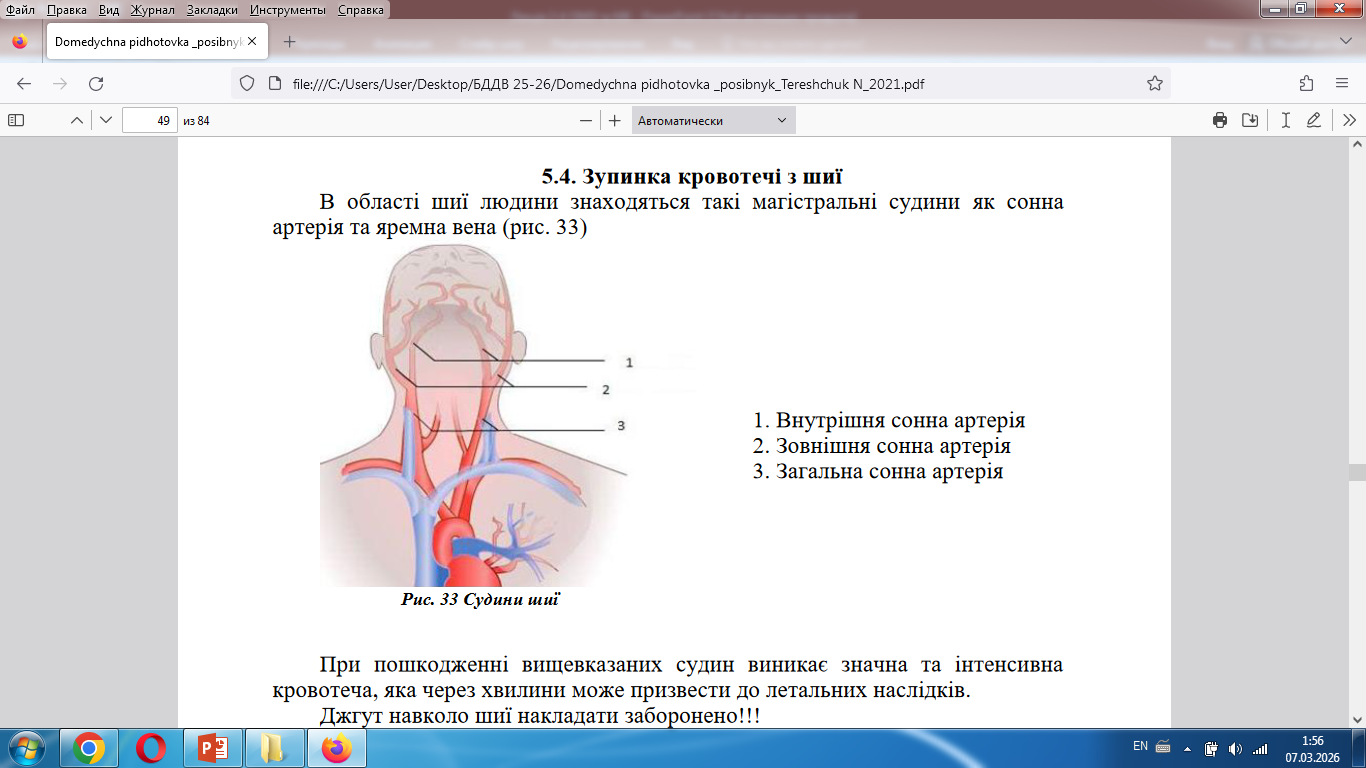 Файл Правка Вид Журнал Закладки Инструменты Справка
Domedychna pidhotovka _posibnyk
file:///C:/Users/User/Desktop/БДДВ 25-26/Domedychna pidhotovka _posibnyk_Tereshchuk N_2021.pdf
49 из 84
Автоматически
5.4. Зупинка кровотечі з шиї
В області шиї людини знаходяться такі магістральні судини як сонна
артерія та яремна вена (рис. 33)
1
2
3
1. Внутрішня сонна артерія
2. Зовнішня сонна артерія
3. Загальна сонна артерія
Рис. 33 Судини шиї
При пошкодженні вищевказаних судин виникає значна та інтенсивна
кровотеча, яка через хвилини може призвести до летальних наслідків.
Джгут навколо шиї накладати заборонено!!!
EN
1:56
07.03.2026